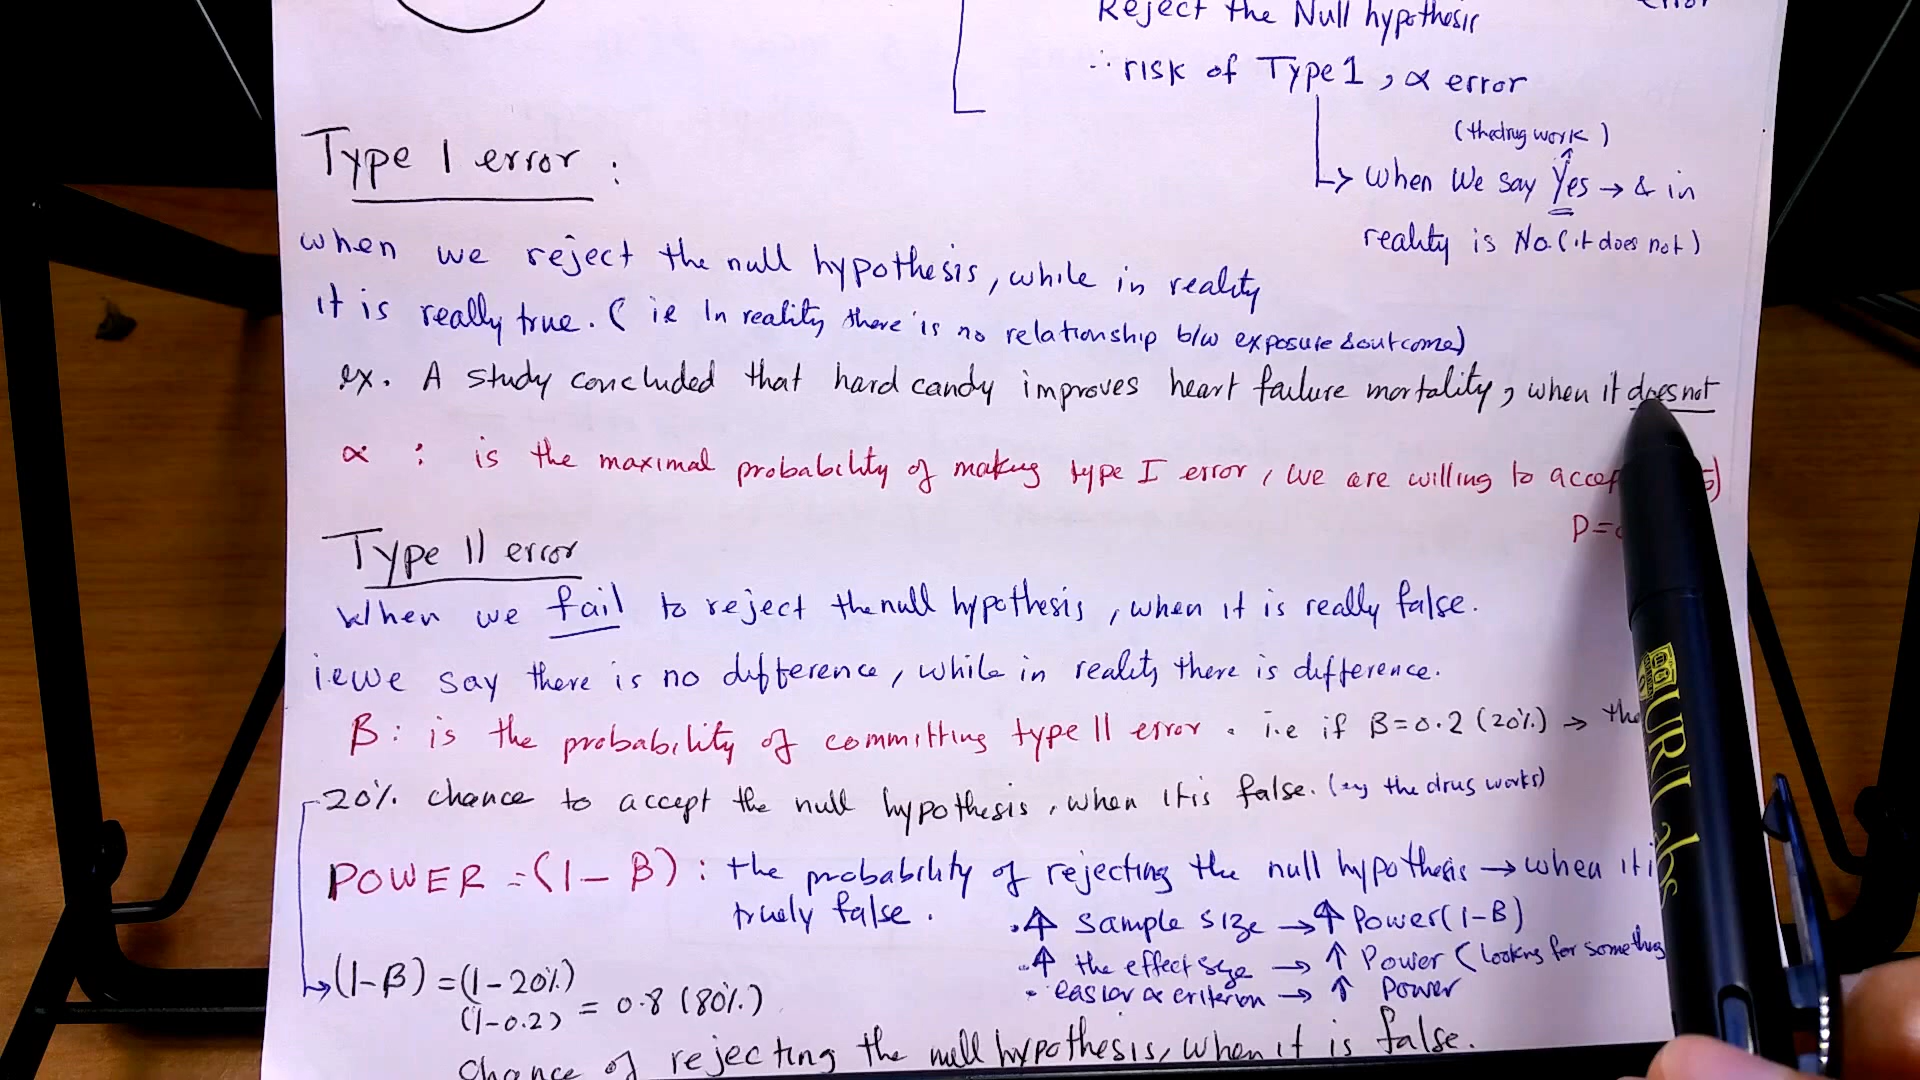 Reject the Null hypothesis
error
∴ risk of Type 1, α error
(the drug work)
↳ when We say Yes → & in
reality is No. (it does not)
Type I error :
when we reject the null hypothesis, while in reality
it is really true. (ie In reality there is no relationship b/w exposure & outcome)
ex. A study concluded that hard candy improves heart failure mortality, when it does not
α : is the maximal probability of making type I error, we are willing to
P=
Type II error
When we fail to reject the null hypothesis, when it is really false.
i.e we say there is no difference, while in reality there is difference.
β: is the probability of committing type II error. i.e if β=0.2 (20%) →
20% chance to accept the null hypothesis, when it is false. (the drug works)
POWER = (1-β): the probability of rejecting the null hypothesis → when it
truely false.
↑ sample size → ↑ Power (1-β)
↑ the effect size → ↑ Power (looking for something
• easier α criterion → ↑ Power
↳ (1-β) = (1-20%)
(1-0.2) = 0.8 (80%)
Chance of rejecting the null hypothesis, when it is false.
URI Labs